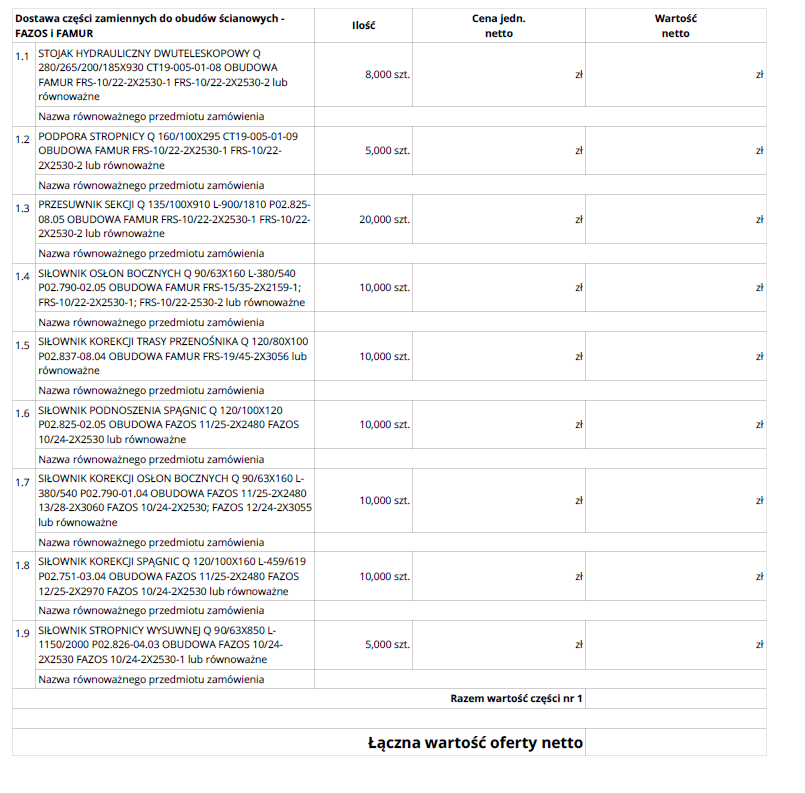 Dostawa części zamiennych do obudów ścianowych -
FAZOS i FAMUR
Ilość
Cena jedn.
netto
Wartość
netto
1.1
STOJAK HYDRAULICZNY DWUTELESKOPOWY Q
280/265/200/185X930 CT19-005-01-08 OBUDOWA
FAMUR FRS-10/22-2X2530-1 FRS-10/22-2X2530-2 lub
równoważne
8,000 szt.
zł
zł
Nazwa równoważnego przedmiotu zamówienia
1.2
PODPORA STROPNICY Q 160/100X295 CT19-005-01-09
OBUDOWA FAMUR FRS-10/22-2X2530-1 FRS-10/22-
2X2530-2 lub równoważne
5,000 szt.
zł
zł
Nazwa równoważnego przedmiotu zamówienia
1.3
PRZESUWNIK SEKCJI Q 135/100X910 L-900/1810 P02.825-
08.05 OBUDOWA FAMUR FRS-10/22-2X2530-1 FRS-10/22-
2X2530-2 lub równoważne
20,000 szt.
zł
zł
Nazwa równoważnego przedmiotu zamówienia
1.4
SIŁOWNIK OSŁON BOCZNYCH Q 90/63X160 L-380/540
P02.790-02.05 OBUDOWA FAMUR FRS-15/35-2X2159-1;
FRS-10/22-2X2530-1; FRS-10/22-2530-2 lub równoważne
10,000 szt.
zł
zł
Nazwa równoważnego przedmiotu zamówienia
1.5
SIŁOWNIK KOREKCJI TRASY PRZENOŚNIKA Q 120/80X100
P02.837-08.04 OBUDOWA FAMUR FRS-19/45-2X3056 lub
równoważne
10,000 szt.
zł
zł
Nazwa równoważnego przedmiotu zamówienia
1.6
SIŁOWNIK PODNOSZENIA SPĄGNIC Q 120/100X120
P02.825-02.05 OBUDOWA FAZOS 11/25-2X2480 FAZOS
10/24-2X2530 lub równoważne
10,000 szt.
zł
zł
Nazwa równoważnego przedmiotu zamówienia
1.7
SIŁOWNIK KOREKCJI OSŁON BOCZNYCH Q 90/63X160 L-
380/540 P02.790-01.04 OBUDOWA FAZOS 11/25-2X2480
13/28-2X3060 FAZOS 10/24-2X2530; FAZOS 12/24-2X3055
lub równoważne
10,000 szt.
zł
zł
Nazwa równoważnego przedmiotu zamówienia
1.8
SIŁOWNIK KOREKCJI SPĄGNIC Q 120/100X160 L-459/619
P02.751-03.04 OBUDOWA FAZOS 11/25-2X2480 FAZOS
12/25-2X2970 FAZOS 10/24-2X2530 lub równoważne
10,000 szt.
zł
zł
Nazwa równoważnego przedmiotu zamówienia
1.9
SIŁOWNIK STROPNICY WYSUWNEJ Q 90/63X850 L-
1150/2000 P02.826-04.03 OBUDOWA FAZOS 10/24-
2X2530 FAZOS 10/24-2X2530-1 lub równoważne
5,000 szt.
zł
zł
Nazwa równoważnego przedmiotu zamówienia
Razem wartość części nr 1
Łączna wartość oferty netto